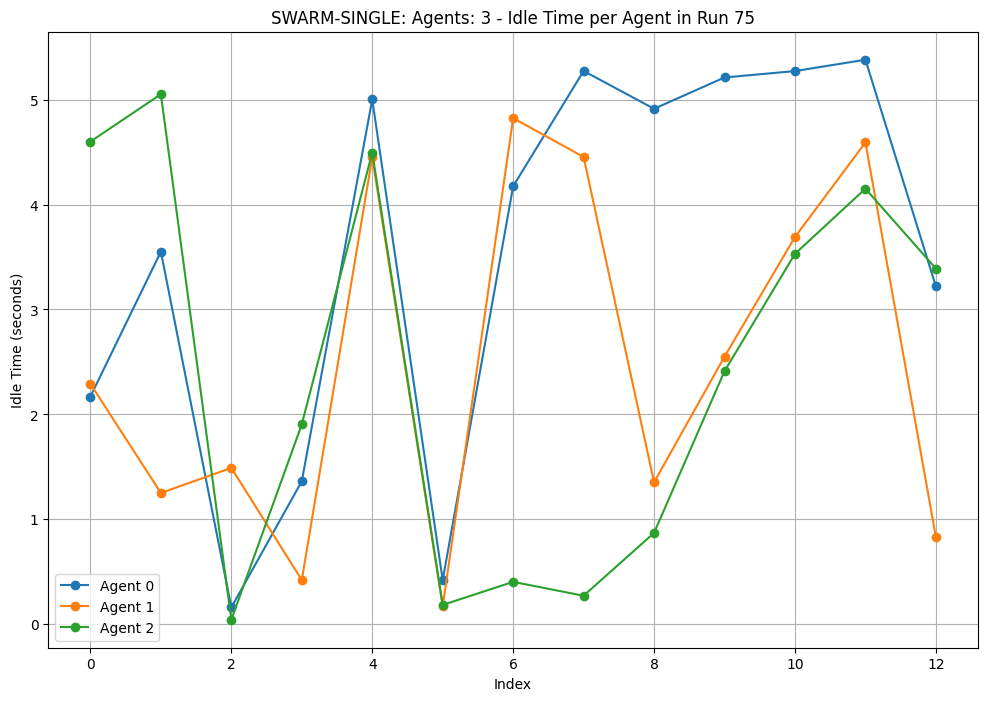 SWARM-SINGLE: Agents: 3 - Idle Time per Agent in Run 75
Idle Time (seconds)
5
4
3
2
1
0
Agent 0
Agent 1
Agent 2
0 2 4 6 8 10 12
Index